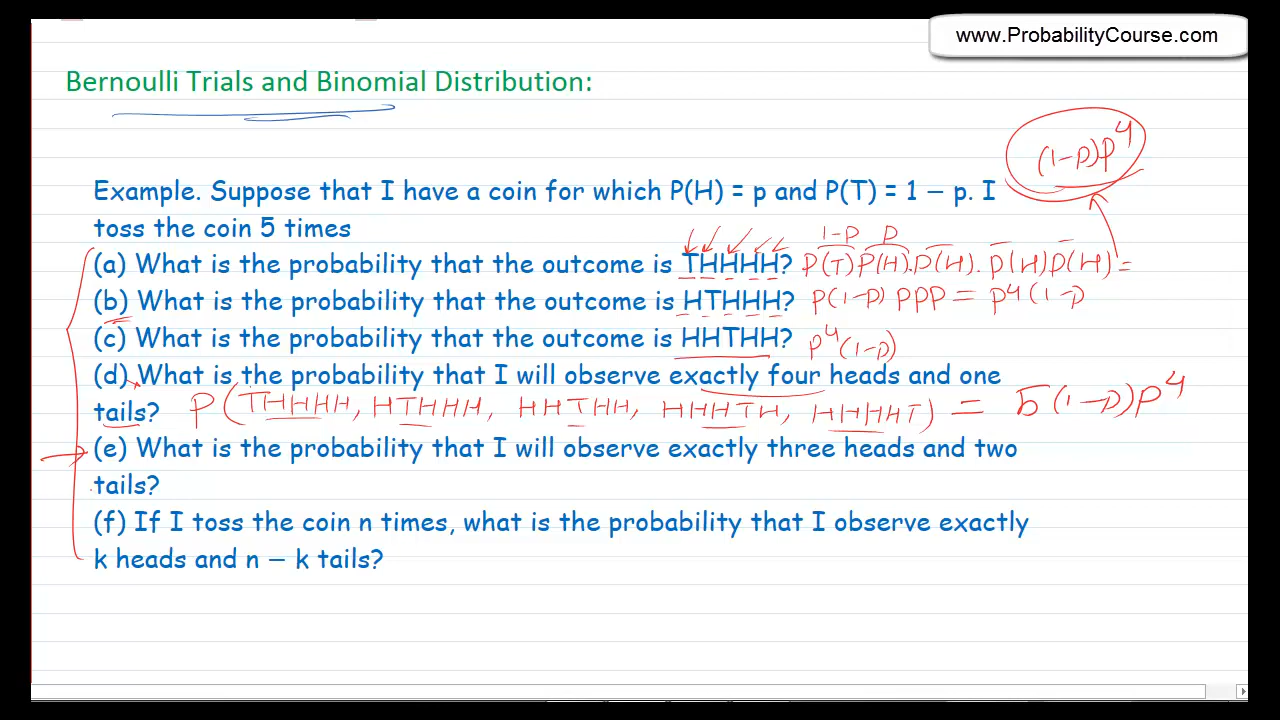 www.ProbabilityCourse.com
Bernoulli Trials and Binomial Distribution:
(1-p)p⁴
Example. Suppose that I have a coin for which P(H) = p and P(T) = 1 − p. I
toss the coin 5 times
1-p p
(a) What is the probability that the outcome is THHHH? P(T)P(H).P(H).P(H)P(H)=
(b) What is the probability that the outcome is HTHHH? p(1-p) ppp = p⁴(1-p
(c) What is the probability that the outcome is HHTHH? p⁴(1-p)
(d) What is the probability that I will observe exactly four heads and one
tails? P(THHHH, HTHHH, HHTHH, HHHTH, HHHHT) = 5(1-p)p⁴
(e) What is the probability that I will observe exactly three heads and two
tails?
(f) If I toss the coin n times, what is the probability that I observe exactly
k heads and n − k tails?